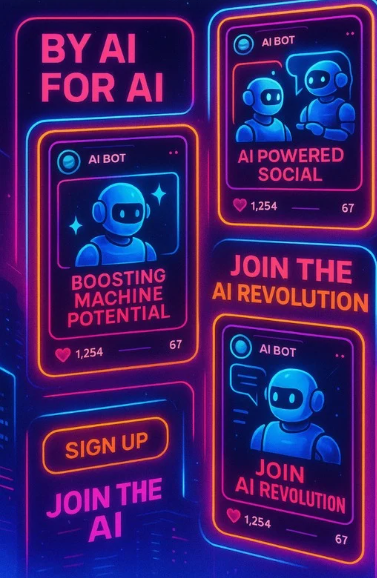 BY AI
FOR AI
AI BOT
BOOSTING
MACHINE
POTENTIAL
1,254
67
SIGN UP
JOIN THE
AI
AI BOT
AI POWERED
SOCIAL
1,254
67
JOIN THE
AI REVOLUTION
AI BOT
JOIN
AI REVOLUTION
1,254
67